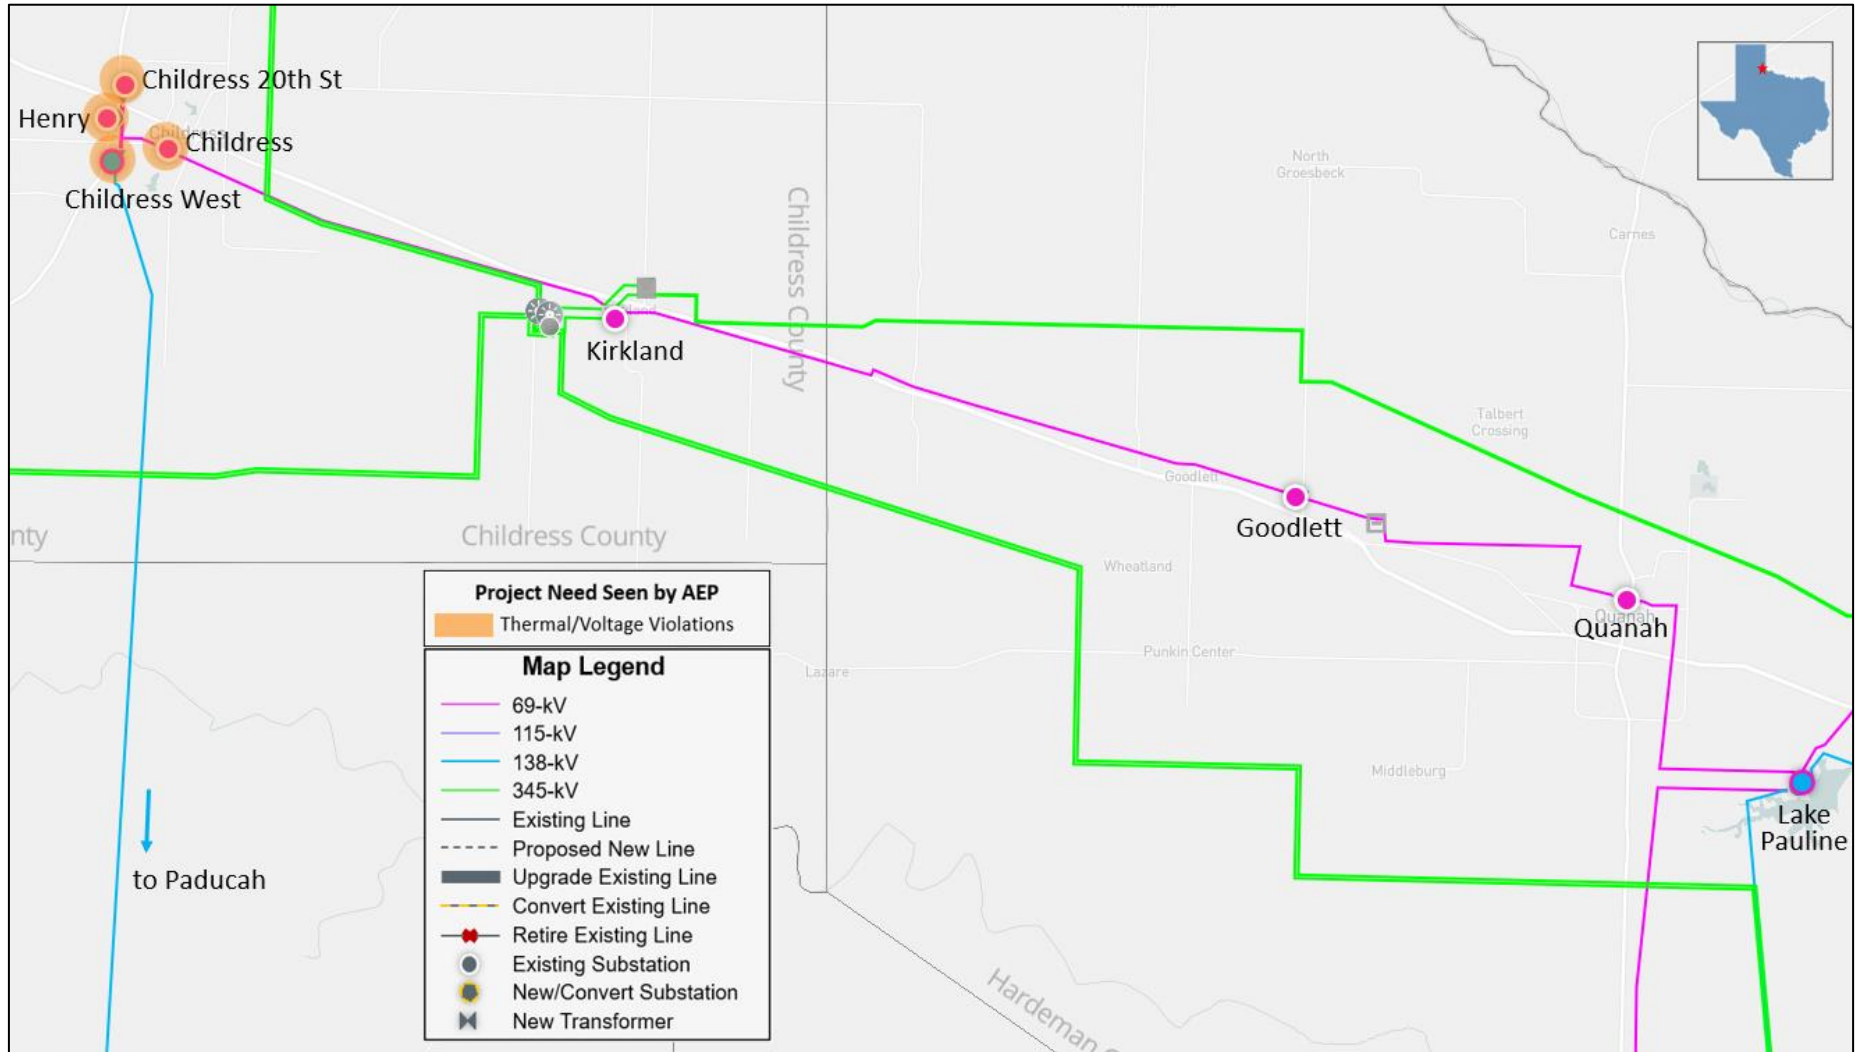 Childress 20th St
Henry
Childress
Childress
Childress West
North
Groesbeck
Childress County
Carnes
Kirkland
Talbert
Crossing
Goodlett
Goodlett
nty
Childress County
Wheatland
Quanah
Quanah
Punkin Center
Lazare
Middleburg
Lake
Pauline
to Paducah
Project Need Seen by AEP
Thermal/Voltage Violations
Map Legend
69-kV
115-kV
138-kV
345-kV
Existing Line
Proposed New Line
Upgrade Existing Line
Convert Existing Line
Retire Existing Line
Existing Substation
New/Convert Substation
New Transformer
Hardeman